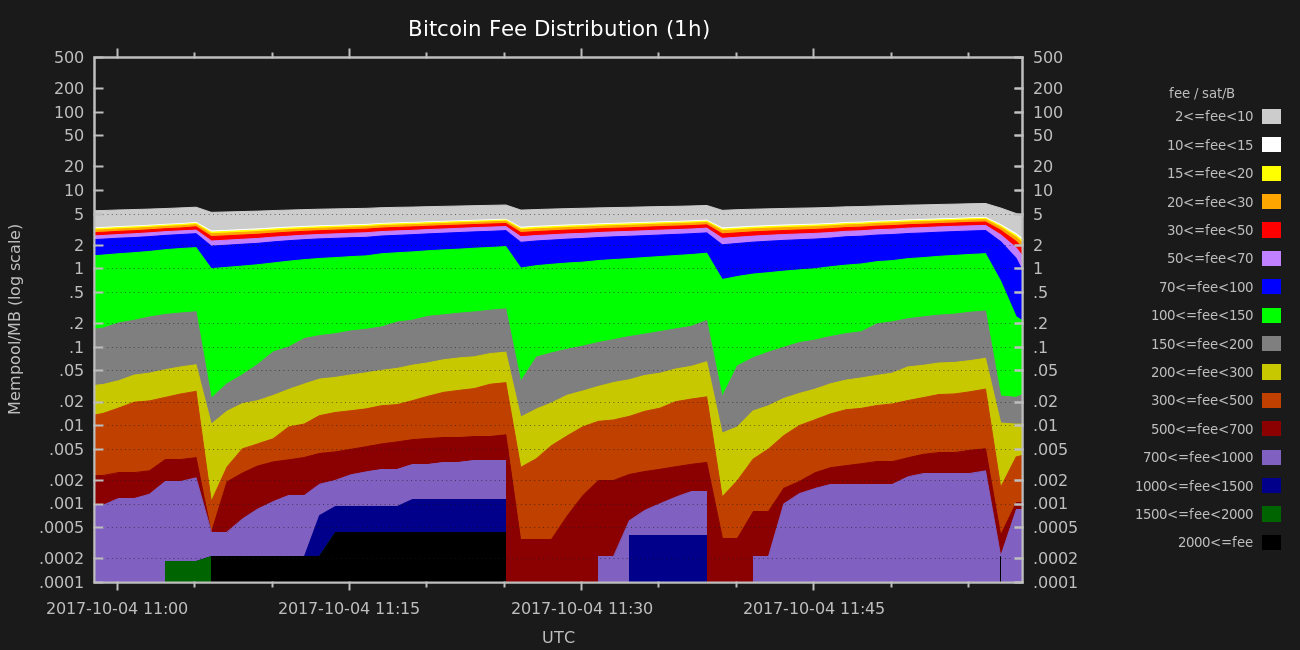 Bitcoin Fee Distribution (1h)
500
200
100
50
20
10
5
2
1
.5
.2
.1
.05
.02
.01
.005
.002
.001
.0005
.0002
.0001
Mempool/MB (log scale)
500
200
100
50
20
10
5
2
1
.5
.2
.1
.05
.02
.01
.005
.002
.001
.0005
.0002
.0001
2017-10-04 11:00
2017-10-04 11:15
2017-10-04 11:30
2017-10-04 11:45
UTC
fee / sat/B
2<=fee<10
10<=fee<15
15<=fee<20
20<=fee<30
30<=fee<50
50<=fee<70
70<=fee<100
100<=fee<150
150<=fee<200
200<=fee<300
300<=fee<500
500<=fee<700
700<=fee<1000
1000<=fee<1500
1500<=fee<2000
2000<=fee